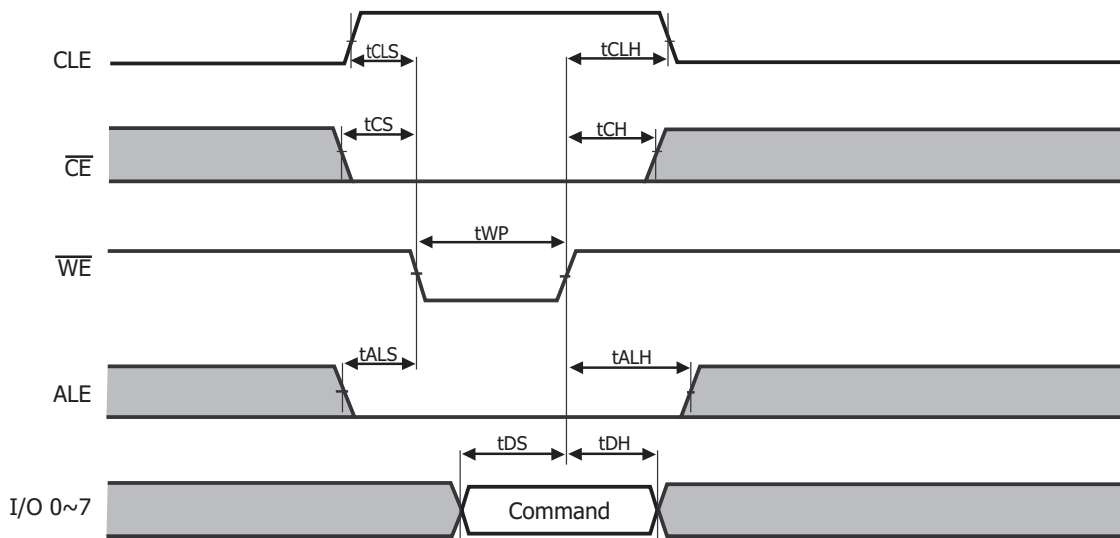 CLE
tCLS
tCLH
CE
tCS
tCH
WE
tWP
ALE
tALS
tALH
tDS
tDH
I/O 0~7
Command